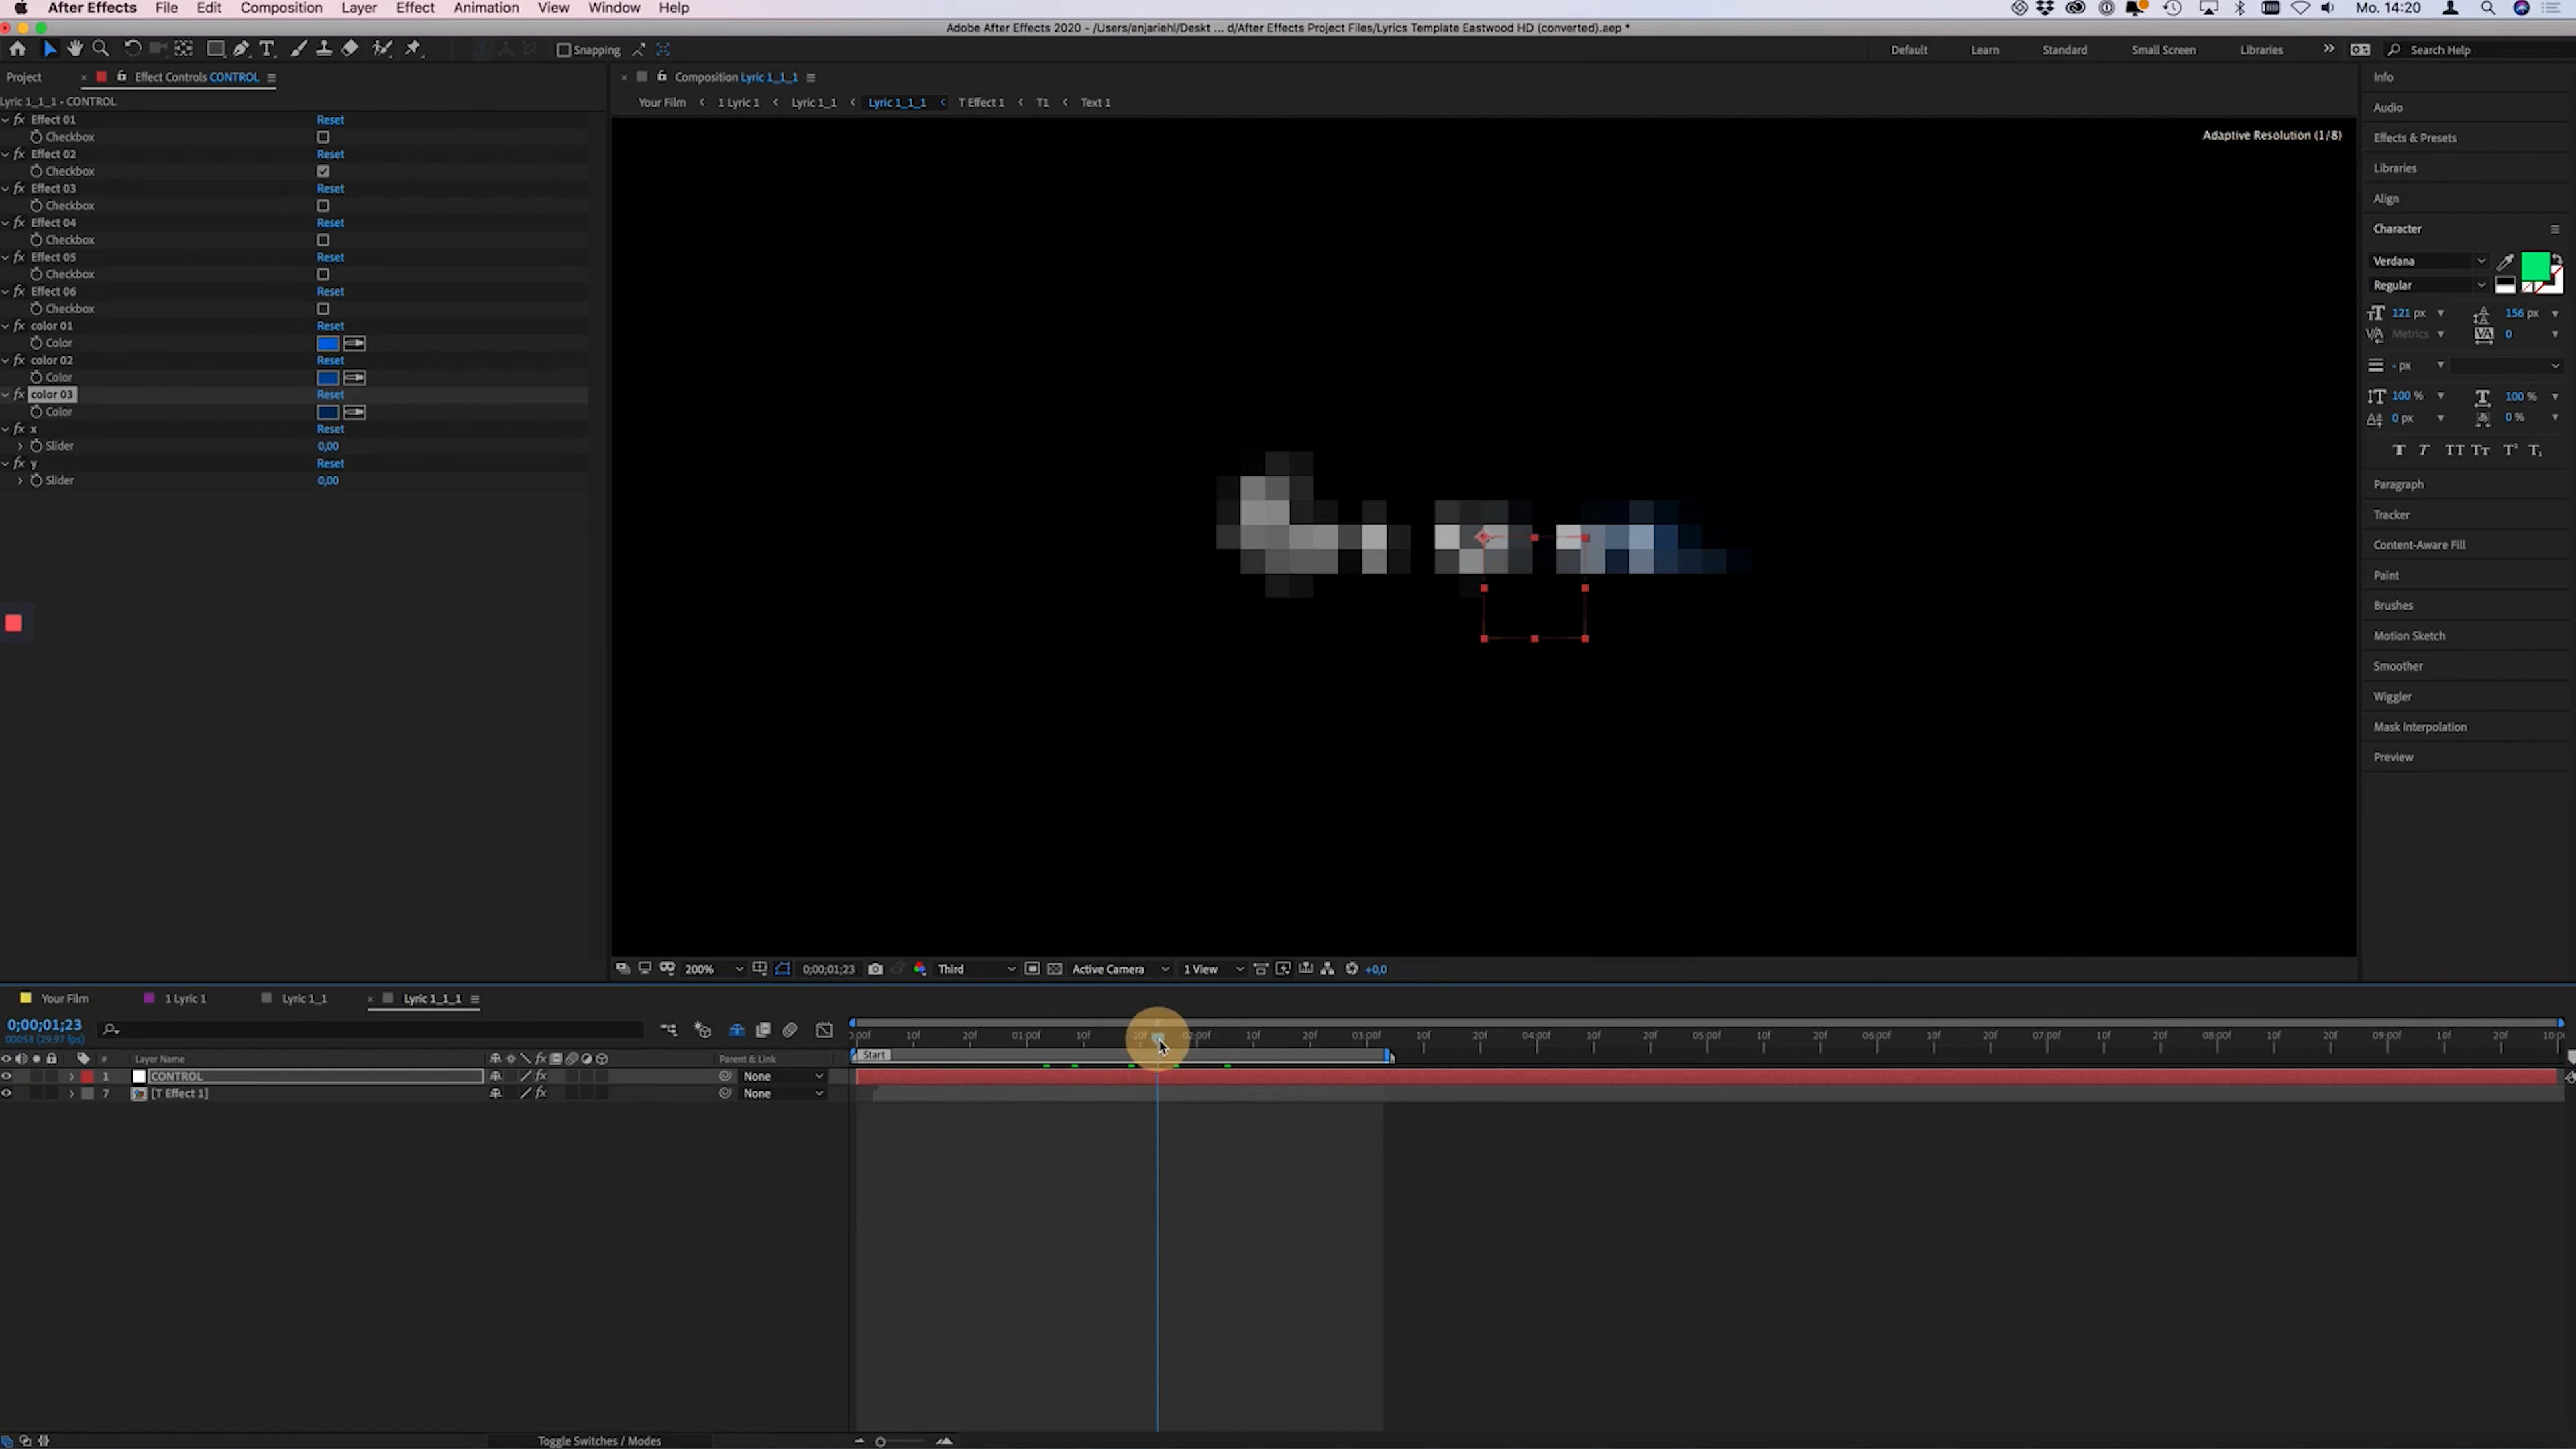 After Effects File Edit Composition Layer Effect Animation View Window Help Mo. 14:20
Adobe After Effects 2020 - /Users/anjariehl/Deskt ... d/After Effects Project Files/Lyrics Template Eastwood HD (converted).aep *
Snapping Default Learn Standard Small Screen Libraries Search Help
Project Effect Controls CONTROL Composition Lyric 1_1_1 Info
Lyric 1_1_1 • CONTROL Your Film 1 Lyric 1 Lyric 1_1 Lyric 1_1_1 T Effect 1 T1 Text 1 Audio
fx Effect 01 Reset Adaptive Resolution (1/8) Effects & Presets
Checkbox
fx Effect 02 Reset
Checkbox Libraries
fx Effect 03 Reset Align
Checkbox
fx Effect 04 Reset Character
Checkbox
fx Effect 05 Reset Verdana
Checkbox
fx Effect 06 Reset Regular
Checkbox 121 px 156 px
fx color 01 Reset Metrics 0
Color
fx color 02 Reset - px
Color
fx color 03 Reset 100 % 100 %
Color 0 px 0 %
fx x Reset
Slider 0,00 T T TT Tt T¹ T₁
fx y Reset
Slider 0,00 Paragraph
Tracker
Content-Aware Fill
Paint
Brushes
Motion Sketch
Smoother
Wiggler
Mask Interpolation
Preview
200% 0;00;01;23 Third Active Camera 1 View +0,0
Your Film 1 Lyric 1 Lyric 1_1 Lyric 1_1_1
0;00;01;23
00053 (29.97 fps) :00f 10f 20f 01:00f 10f 20f 02:00f 10f 20f 03:00f 10f 20f 04:00f 10f 20f 05:00f 10f 20f 06:00f 10f 20f 07:00f 10f 20f 08:00f 10f 20f 09:00f 10f 20f 10:0
# Layer Name fx Parent & Link Start
1 CONTROL fx None
7 [T Effect 1] fx None
Toggle Switches / Modes